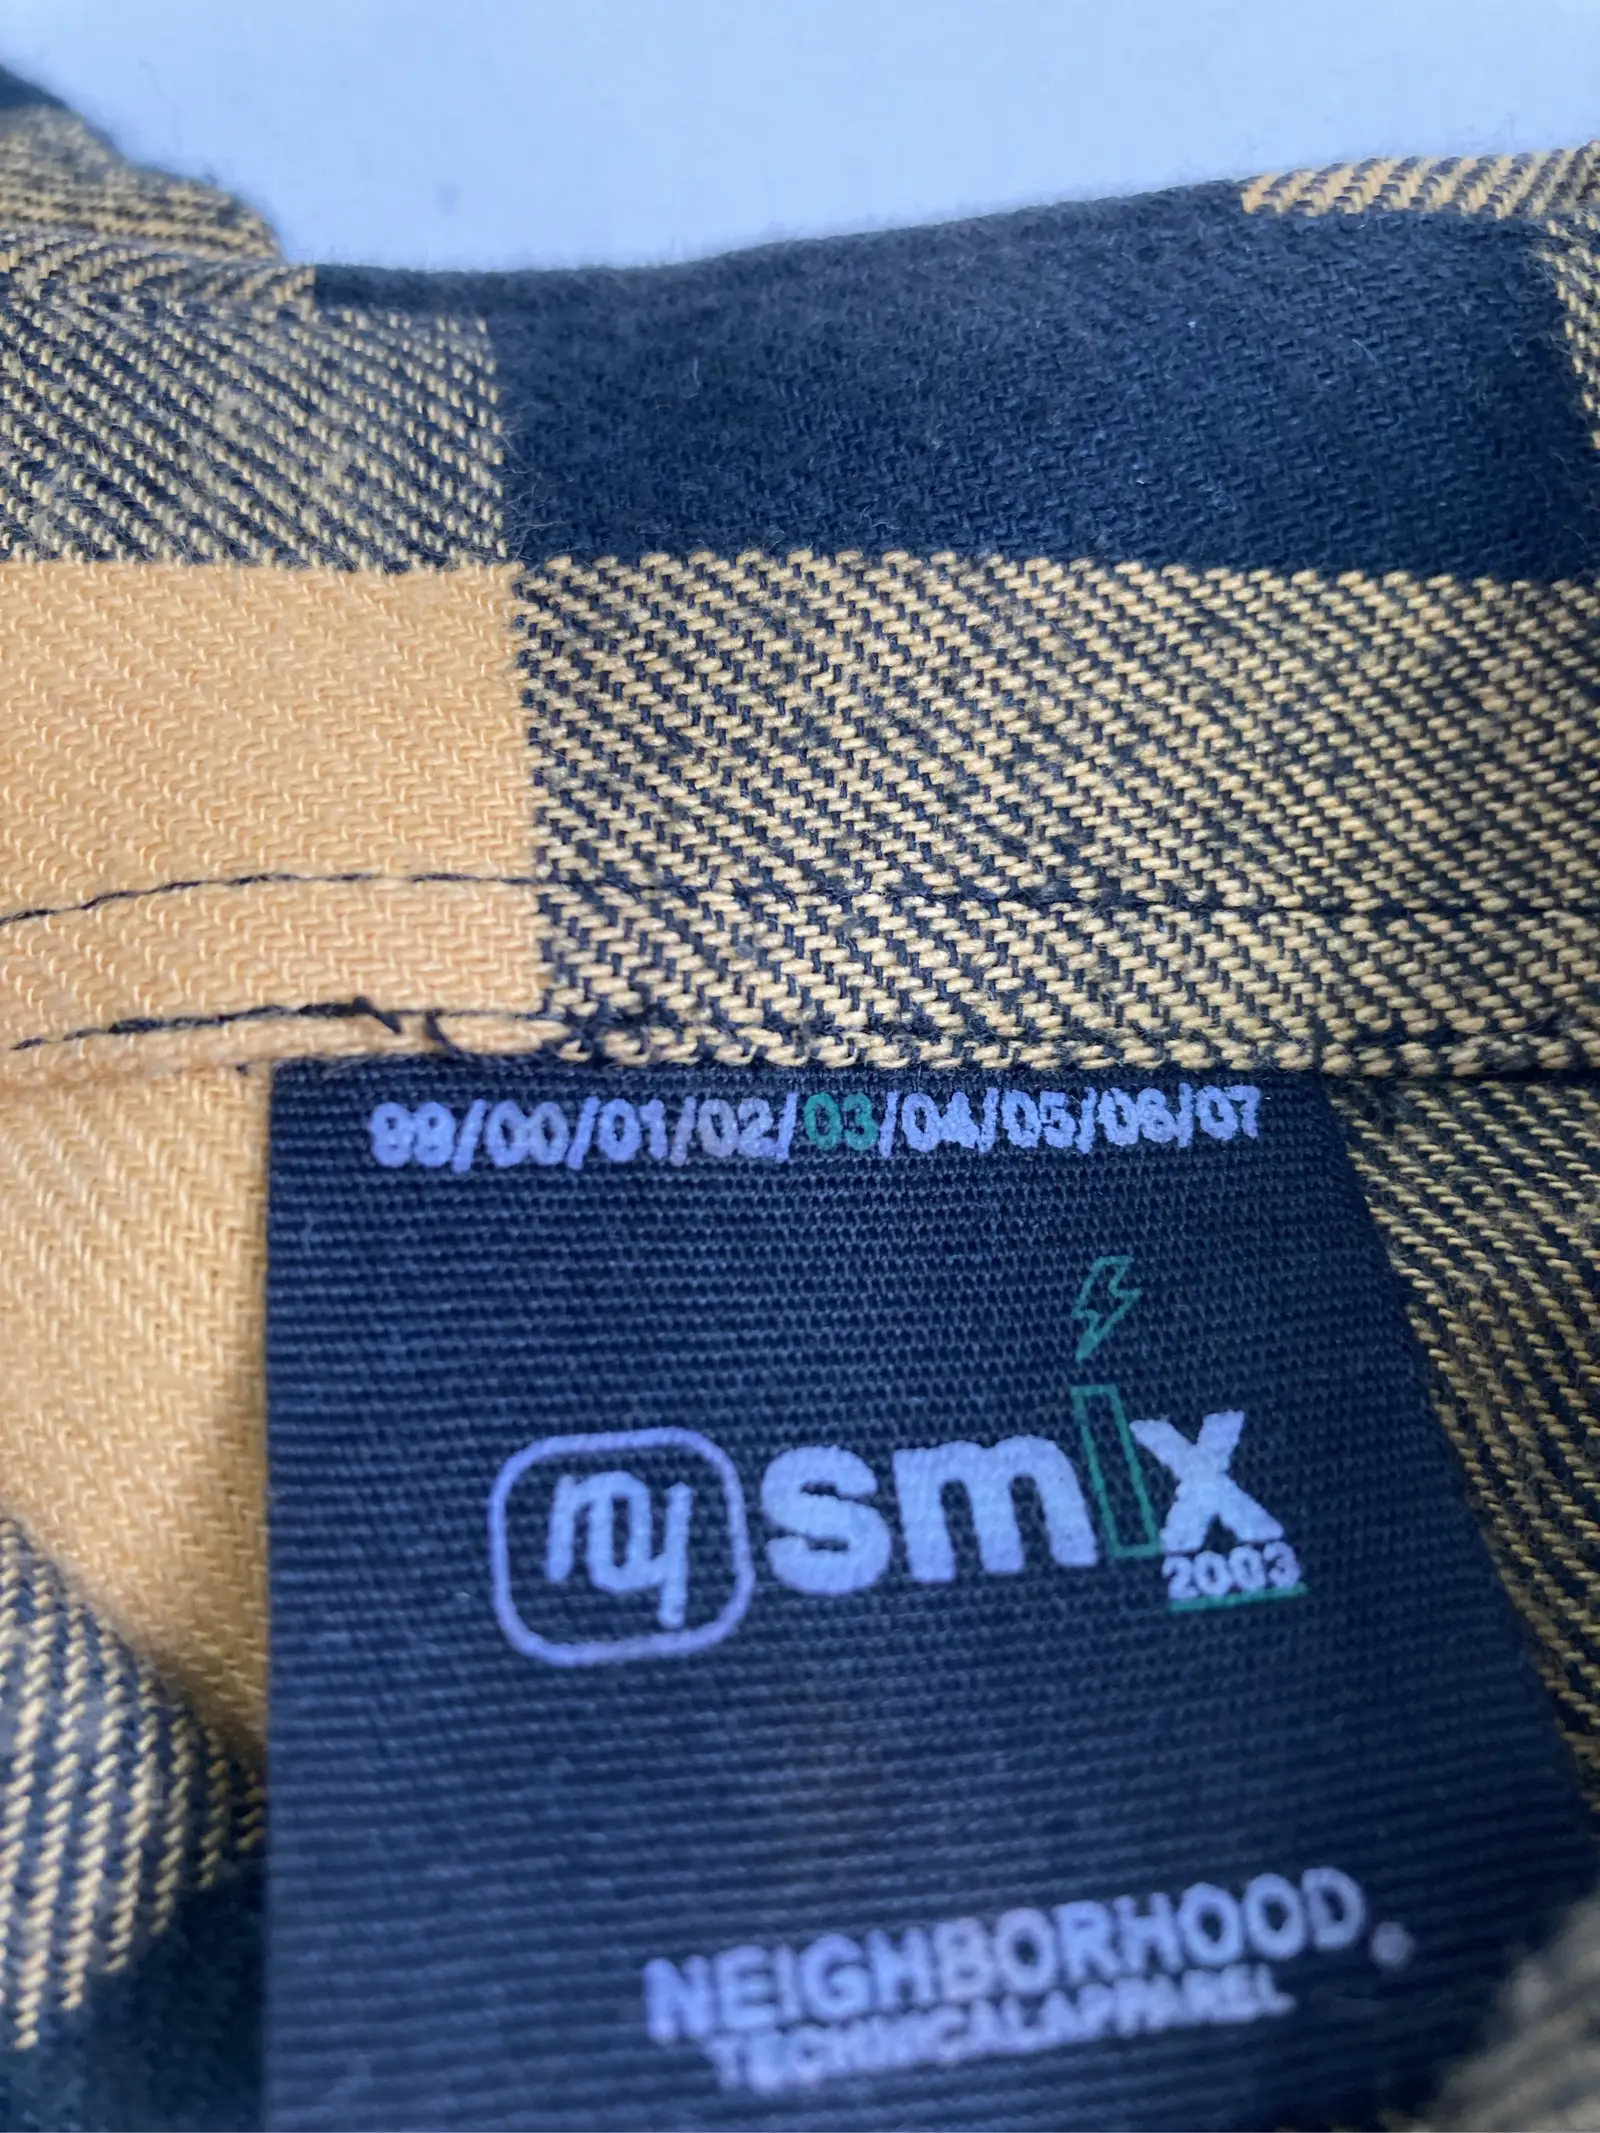 99/00/01/02/03/04/05/06/07
smix
2003
NEIGHBORHOOD.
TECHNICALAPPAREL